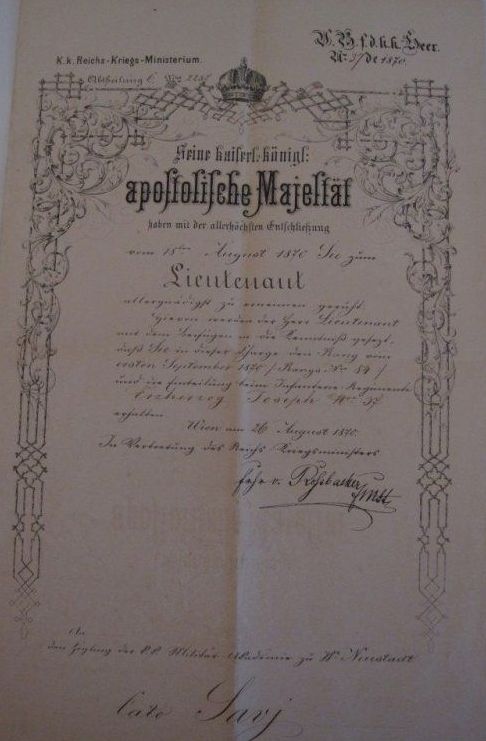 K.k. Reichs-Kriegs-Ministerium.
Abtheilung
V. B. f. d. k. k. Heer.
Nr. 37 de 1870.
Seine kaiserl. königl:
apostolische Majestät
haben mit der allerhöchsten Entschließung
vom 18ten August 1870 Sie zum
Lieutenant
allergnädigst zu ernennen geruht.
Hievon werden der Herr Lieutenant
mit dem Beifügen in die Kenntniß gesetzt,
daß Sie in dieser Charge den Rang vom
ersten September 1870 / Rangs Nr 84 /
und die Eintheilung beim Infanterie-Regimente
Erzherzog Joseph Nr. 37
erhalten.
Wien am 26 August 1870.
In Vertretung des Reichs Kriegsministers
An
den Zögling der k.k. Militär-Akademie zu Wr Neustadt